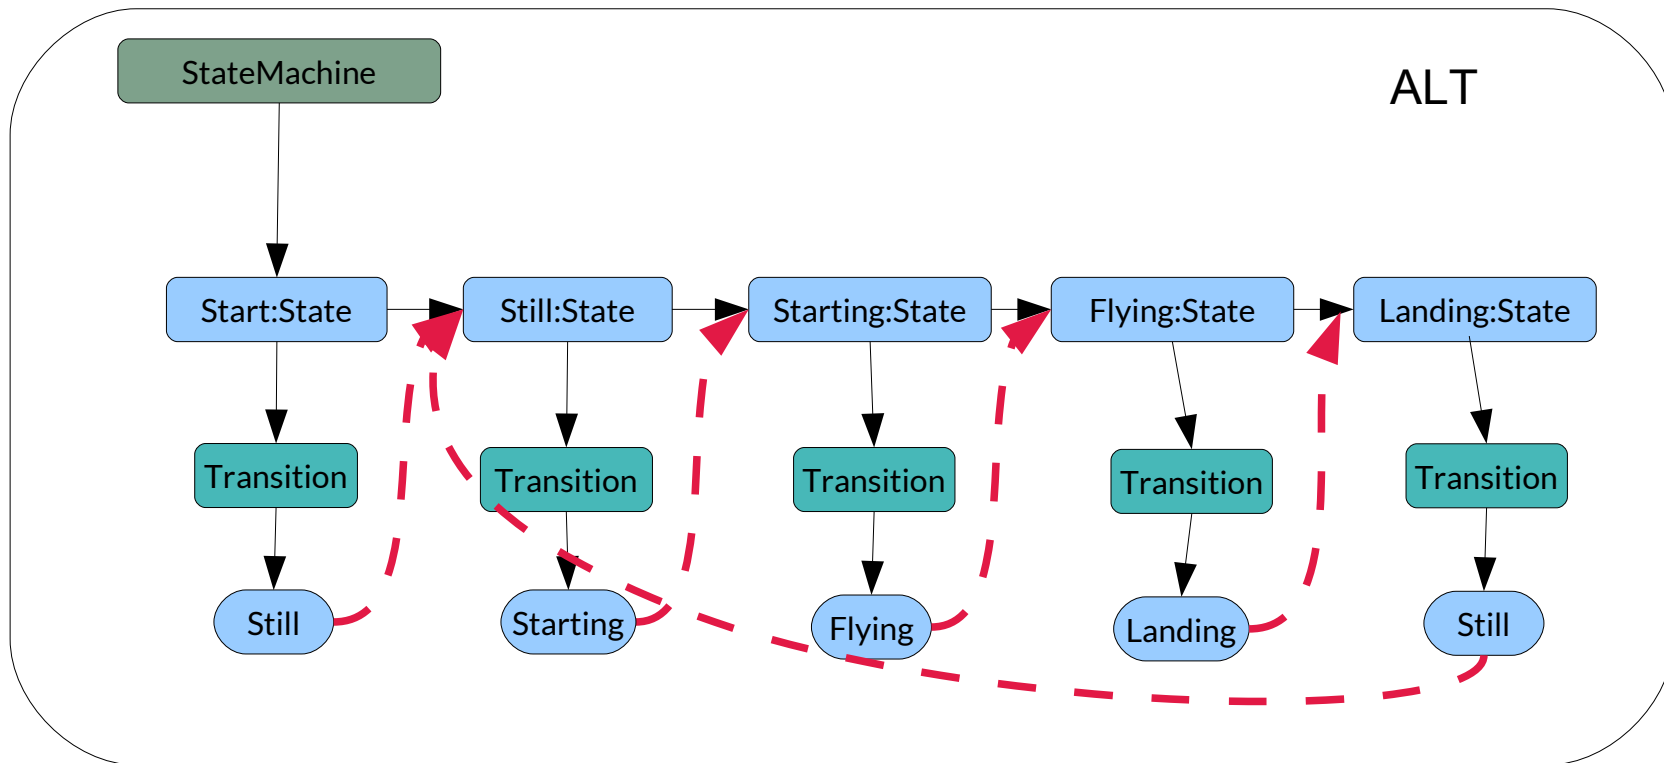 StateMachine
ALT
Start:State
Still:State
Starting:State
Flying:State
Landing:State
Transition
Transition
Transition
Transition
Transition
Still
Starting
Flying
Landing
Still